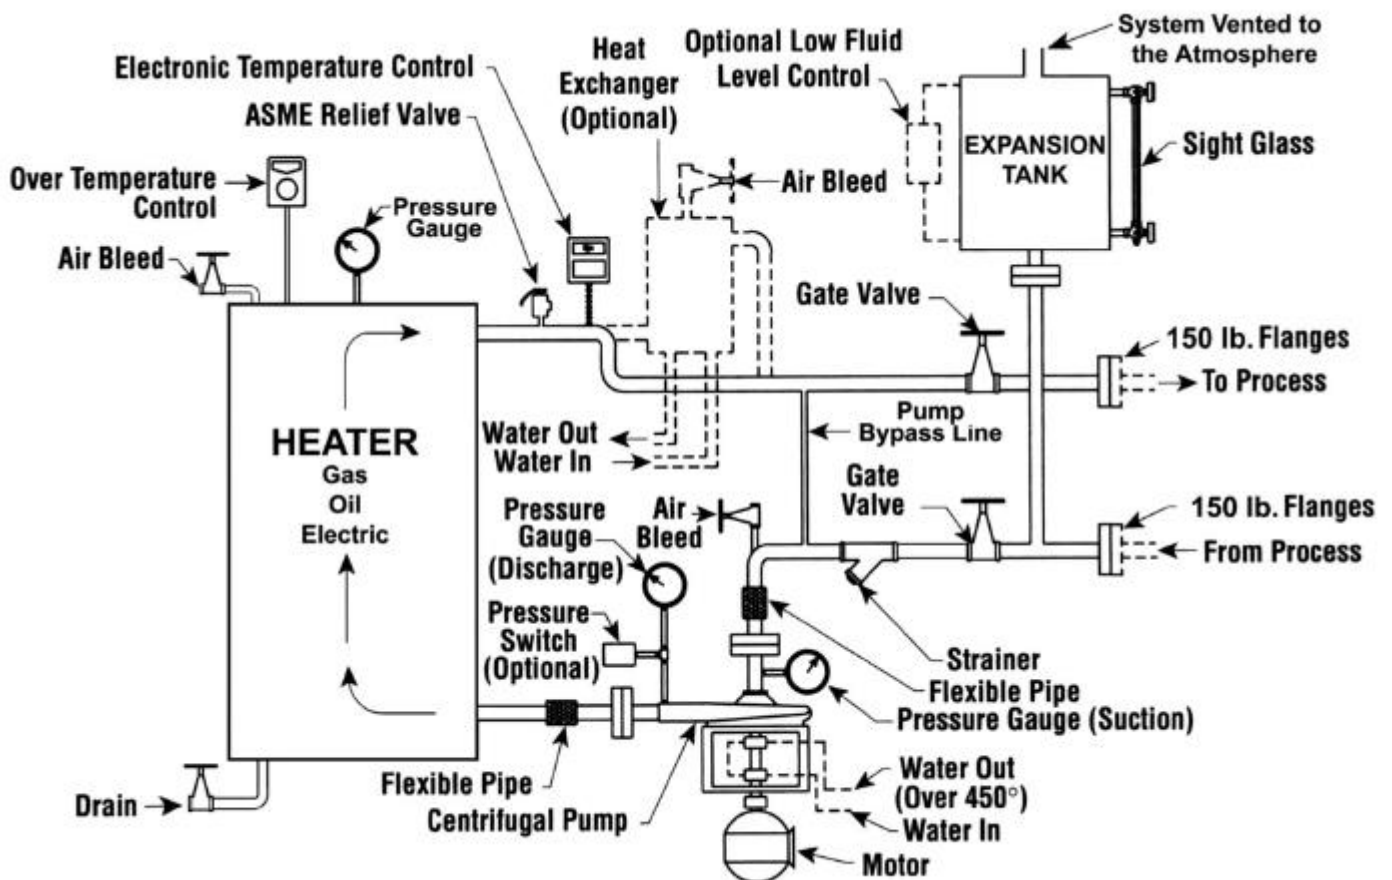 System Vented to
the Atmosphere
Optional Low Fluid
Level Control
Heat
Exchanger
(Optional)
Electronic Temperature Control
ASME Relief Valve
EXPANSION
TANK
Sight Glass
Over Temperature
Control
Air Bleed
Pressure
Gauge
Air Bleed
Gate Valve
150 lb. Flanges
To Process
Pump
Bypass Line
HEATER
Gas
Oil
Electric
Water Out
Water In
Gate
Valve
150 lb. Flanges
From Process
Pressure
Gauge
(Discharge)
Air
Bleed
Pressure
Switch
(Optional)
Strainer
Flexible Pipe
Pressure Gauge (Suction)
Flexible Pipe
Centrifugal Pump
Drain
Water Out
(Over 450°)
Water In
Motor